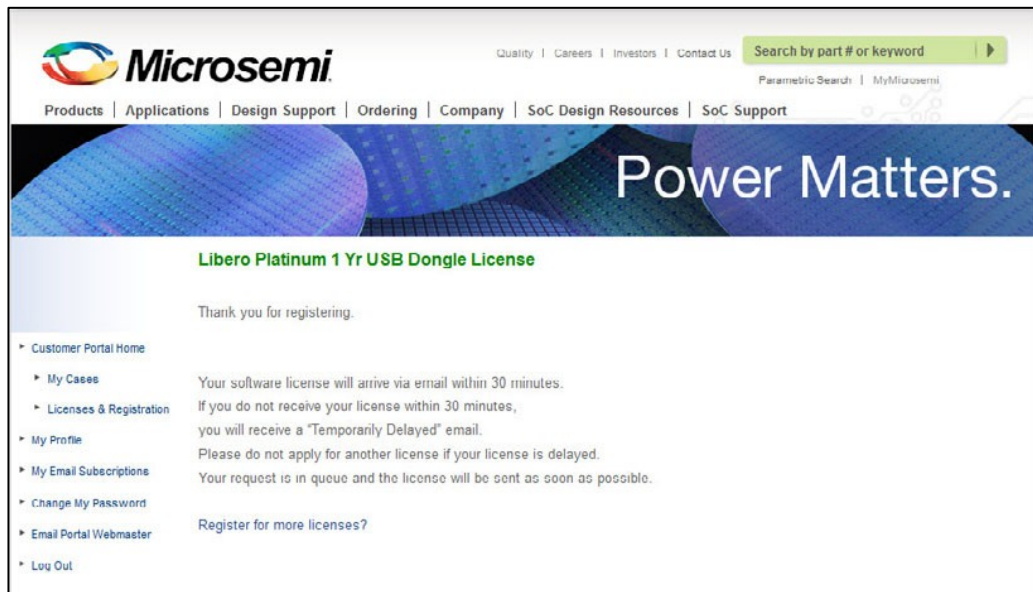 Microsemi.
Quality | Careers | Investors | Contact Us
Search by part # or keyword
Parametric Search | MyMicrosemi
Products | Applications | Design Support | Ordering | Company | SoC Design Resources | SoC Support
Power Matters.
Libero Platinum 1 Yr USB Dongle License
Thank you for registering.
Customer Portal Home
My Cases
Licenses & Registration
My Profile
My Email Subscriptions
Change My Password
Email Portal Webmaster
Log Out
Your software license will arrive via email within 30 minutes.
If you do not receive your license within 30 minutes,
you will receive a "Temporarily Delayed" email.
Please do not apply for another license if your license is delayed.
Your request is in queue and the license will be sent as soon as possible.
Register for more licenses?